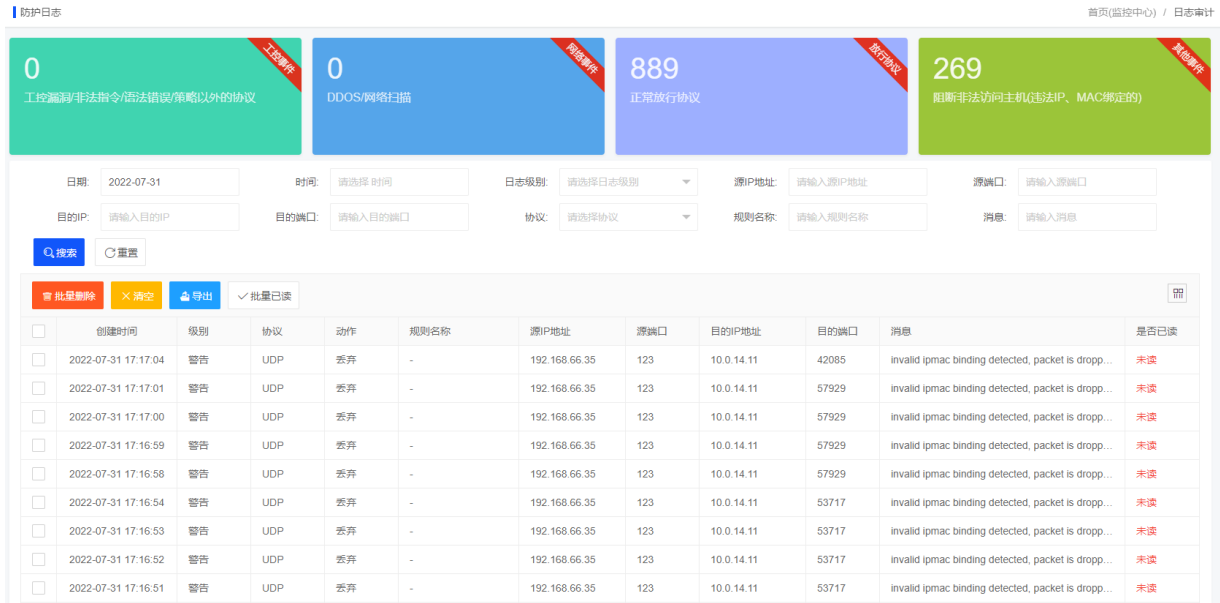 防护日志
首页(监控中心) / 日志审计
0
工控事件
工控漏洞/非法指令/语法错误/策略以外的协议
0
网络事件
DDOS/网络扫描
889
放行协议
正常放行协议
269
其他事件
阻断非法访问主机(违法IP、MAC绑定的)
日期: 2022-07-31 时间: 请选择 时间 日志级别: 请选择日志级别 源IP地址: 请输入源IP地址 源端口: 请输入源端口
目的IP: 请输入目的IP 目的端口: 请输入目的端口 协议: 请选择协议 规则名称: 请输入规则名称 消息: 请输入消息
搜索 重置
批量删除 清空 导出 批量已读
创建时间 级别 协议 动作 规则名称 源IP地址 源端口 目的IP地址 目的端口 消息 是否已读
2022-07-31 17:17:04 警告 UDP 丢弃 - 192.168.66.35 123 10.0.14.11 42085 invalid ipmac binding detected, packet is dropp... 未读
2022-07-31 17:17:01 警告 UDP 丢弃 - 192.168.66.35 123 10.0.14.11 57929 invalid ipmac binding detected, packet is dropp... 未读
2022-07-31 17:17:00 警告 UDP 丢弃 - 192.168.66.35 123 10.0.14.11 57929 invalid ipmac binding detected, packet is dropp... 未读
2022-07-31 17:16:59 警告 UDP 丢弃 - 192.168.66.35 123 10.0.14.11 57929 invalid ipmac binding detected, packet is dropp... 未读
2022-07-31 17:16:58 警告 UDP 丢弃 - 192.168.66.35 123 10.0.14.11 57929 invalid ipmac binding detected, packet is dropp... 未读
2022-07-31 17:16:54 警告 UDP 丢弃 - 192.168.66.35 123 10.0.14.11 53717 invalid ipmac binding detected, packet is dropp... 未读
2022-07-31 17:16:53 警告 UDP 丢弃 - 192.168.66.35 123 10.0.14.11 53717 invalid ipmac binding detected, packet is dropp... 未读
2022-07-31 17:16:52 警告 UDP 丢弃 - 192.168.66.35 123 10.0.14.11 53717 invalid ipmac binding detected, packet is dropp... 未读
2022-07-31 17:16:51 警告 UDP 丢弃 - 192.168.66.35 123 10.0.14.11 53717 invalid ipmac binding detected, packet is dropp... 未读